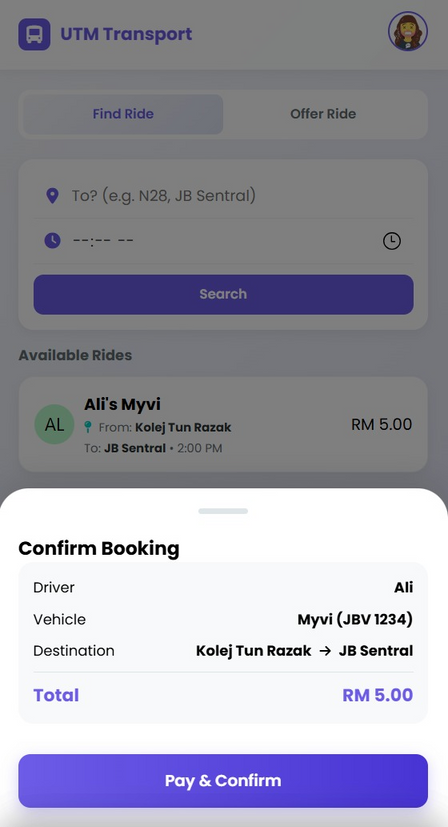 UTM Transport
Find Ride
Offer Ride
To? (e.g. N28, JB Sentral)
--:-- --
Search
Available Rides
AL
Ali's Myvi
From: Kolej Tun Razak
To: JB Sentral • 2:00 PM
RM 5.00
Confirm Booking
Driver Ali
Vehicle Myvi (JBV 1234)
Destination Kolej Tun Razak → JB Sentral
Total RM 5.00
Pay & Confirm